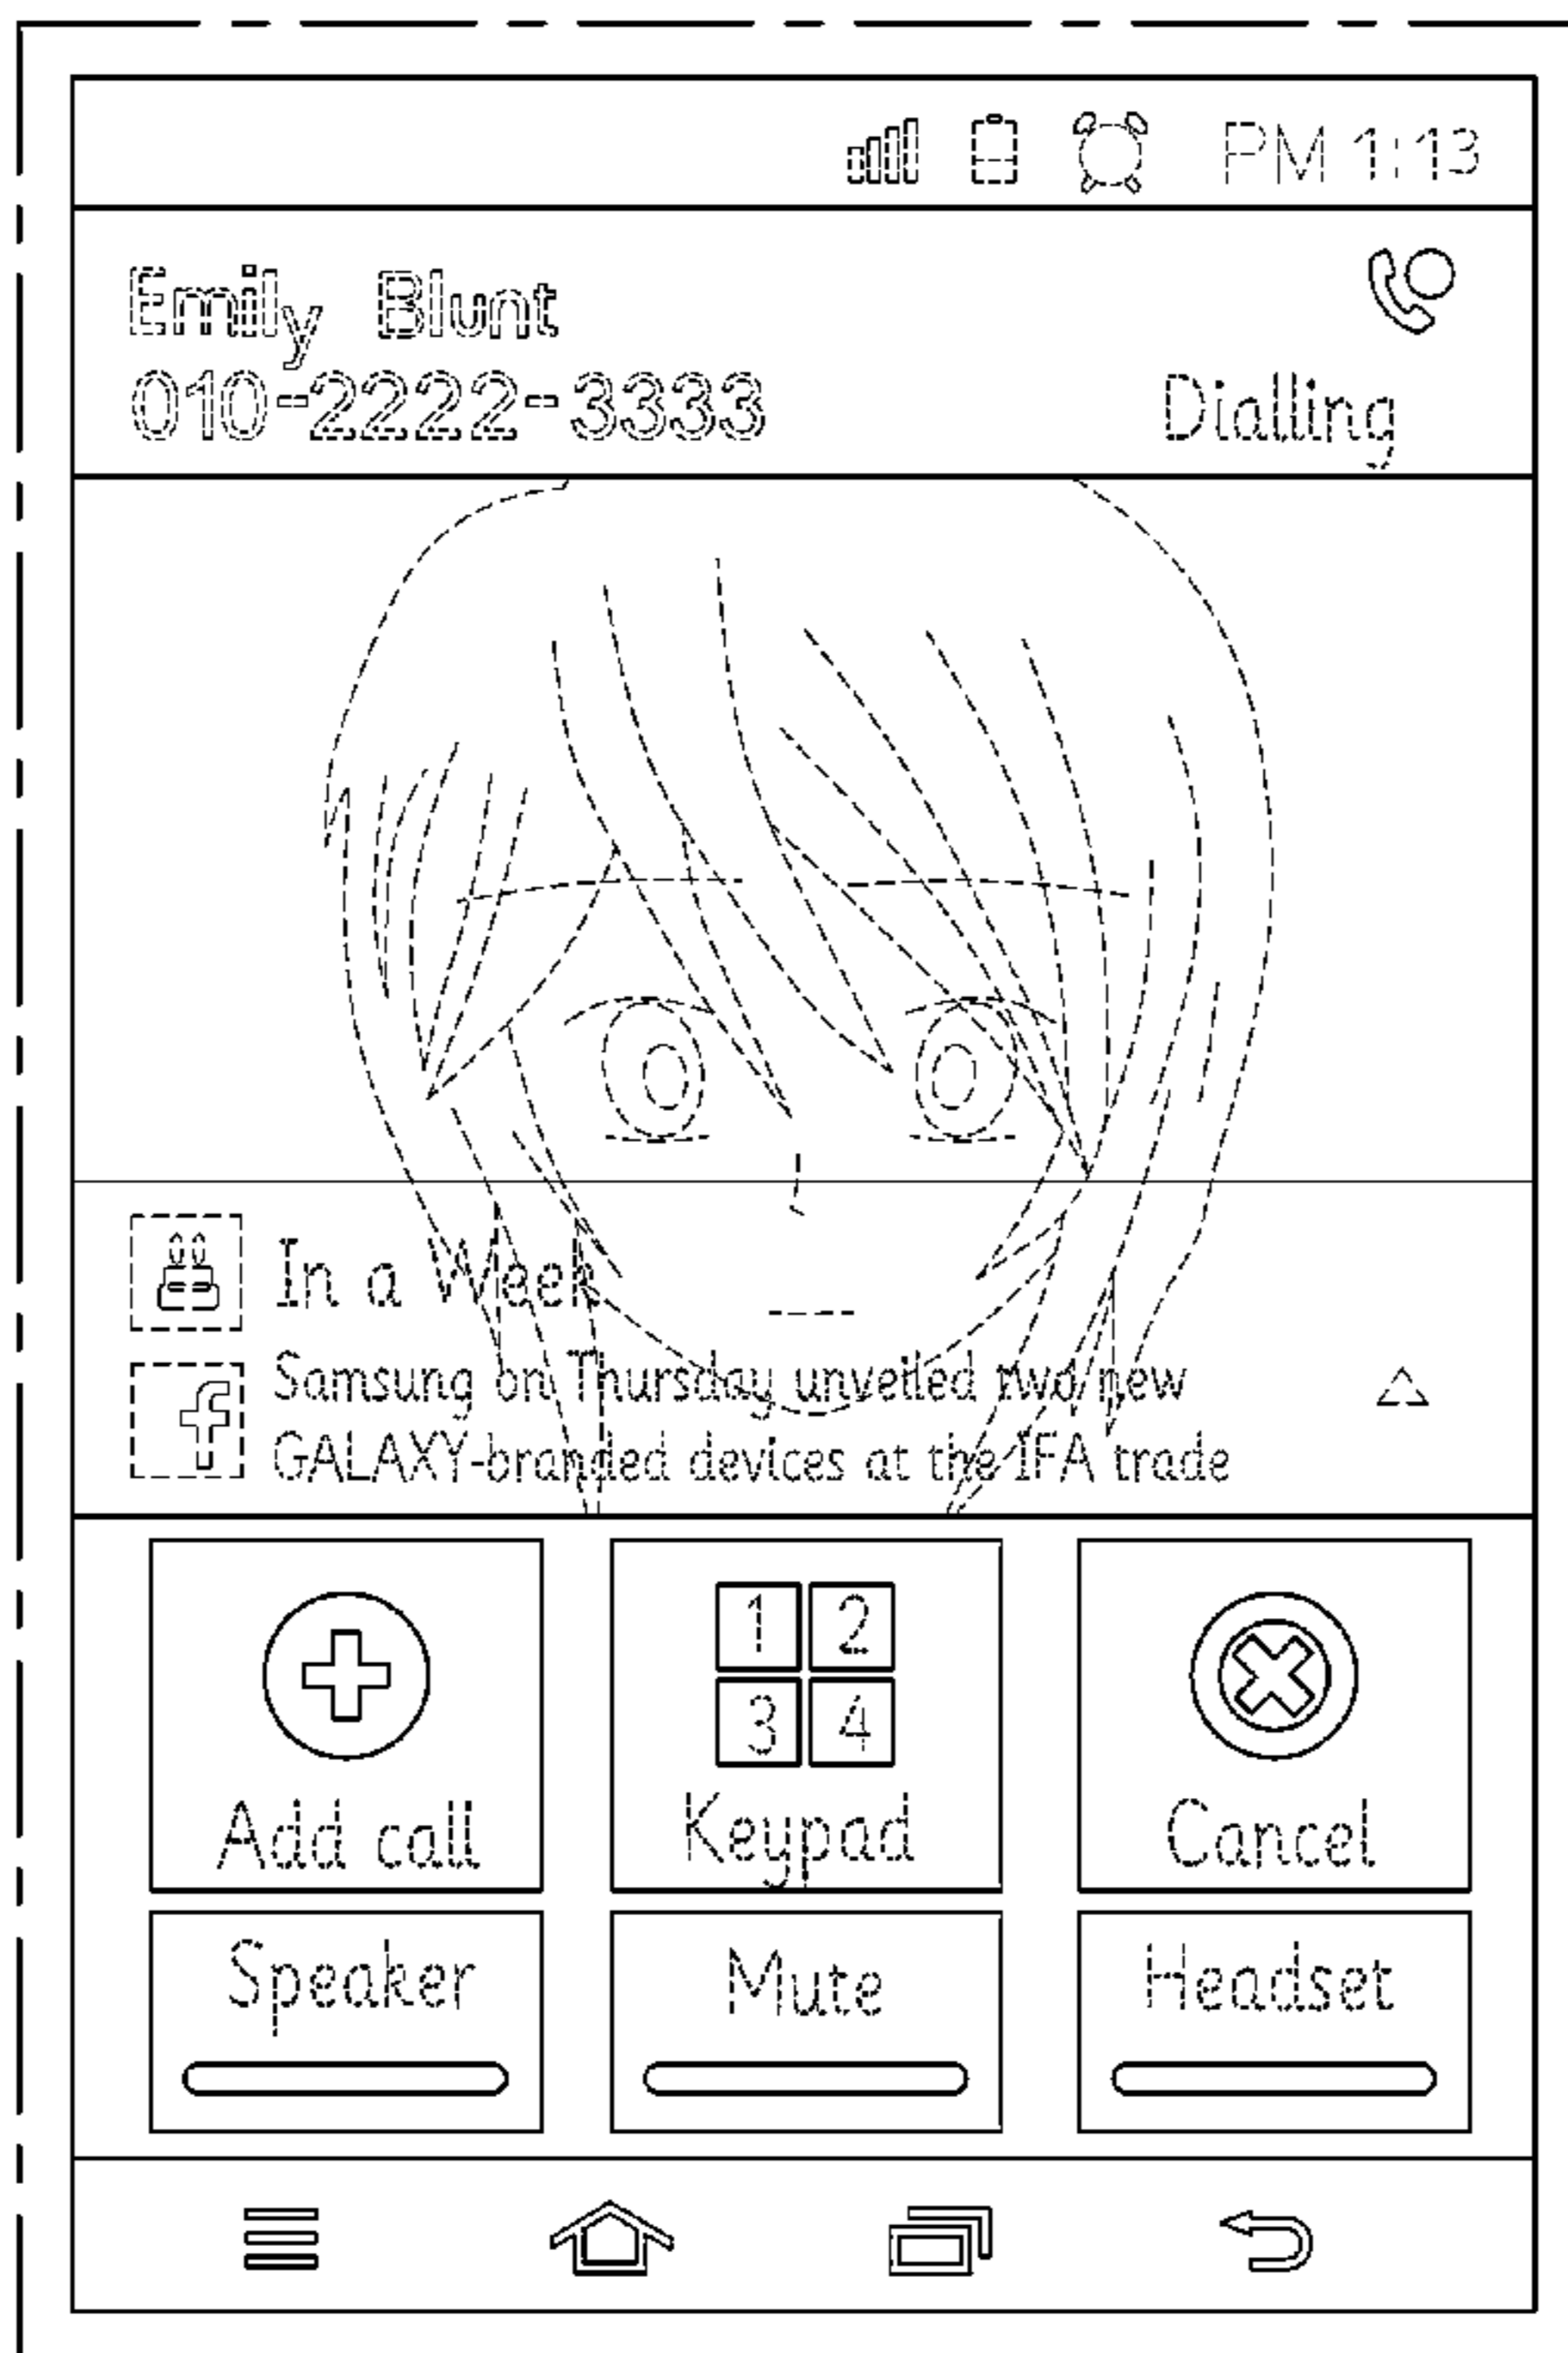 PM 1:13
Emily Blunt
010-2222-3333
Dialling
In a Week
f
Samsung on Thursday unveiled two new
GALAXY-branded devices at the IFA trade
1 2
3 4
Add call
Keypad
Cancel
Speaker
Mute
Headset